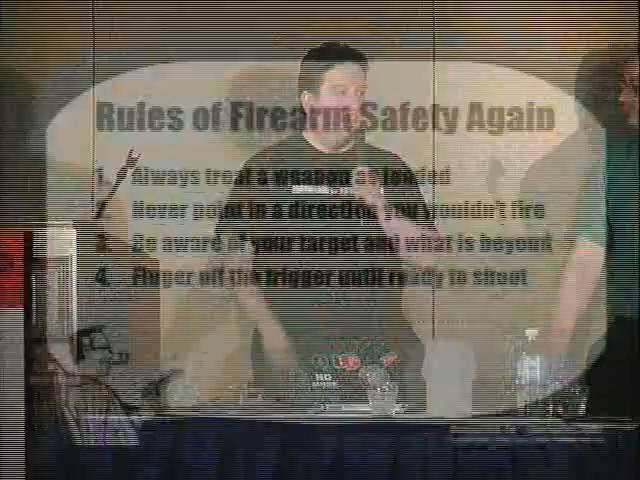 Rules of Firearm Safety Again
1. Always treat a weapon as loaded
2. Never point in a direction you wouldn't fire
3. Be aware of your target and what is beyond
4. Finger off the trigger until ready to shoot
NO